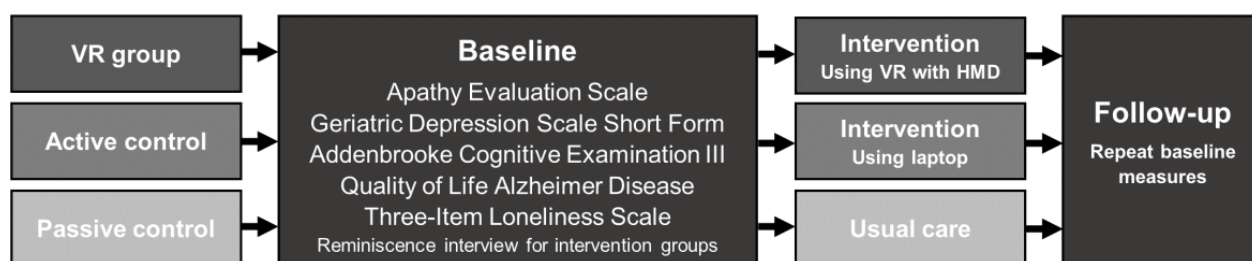 VR group
Active control
Passive control
Baseline
Apathy Evaluation Scale
Geriatric Depression Scale Short Form
Addenbrooke Cognitive Examination III
Quality of Life Alzheimer Disease
Three-Item Loneliness Scale
Reminiscence interview for intervention groups
Intervention
Using VR with HMD
Intervention
Using laptop
Usual care
Follow-up
Repeat baseline
measures